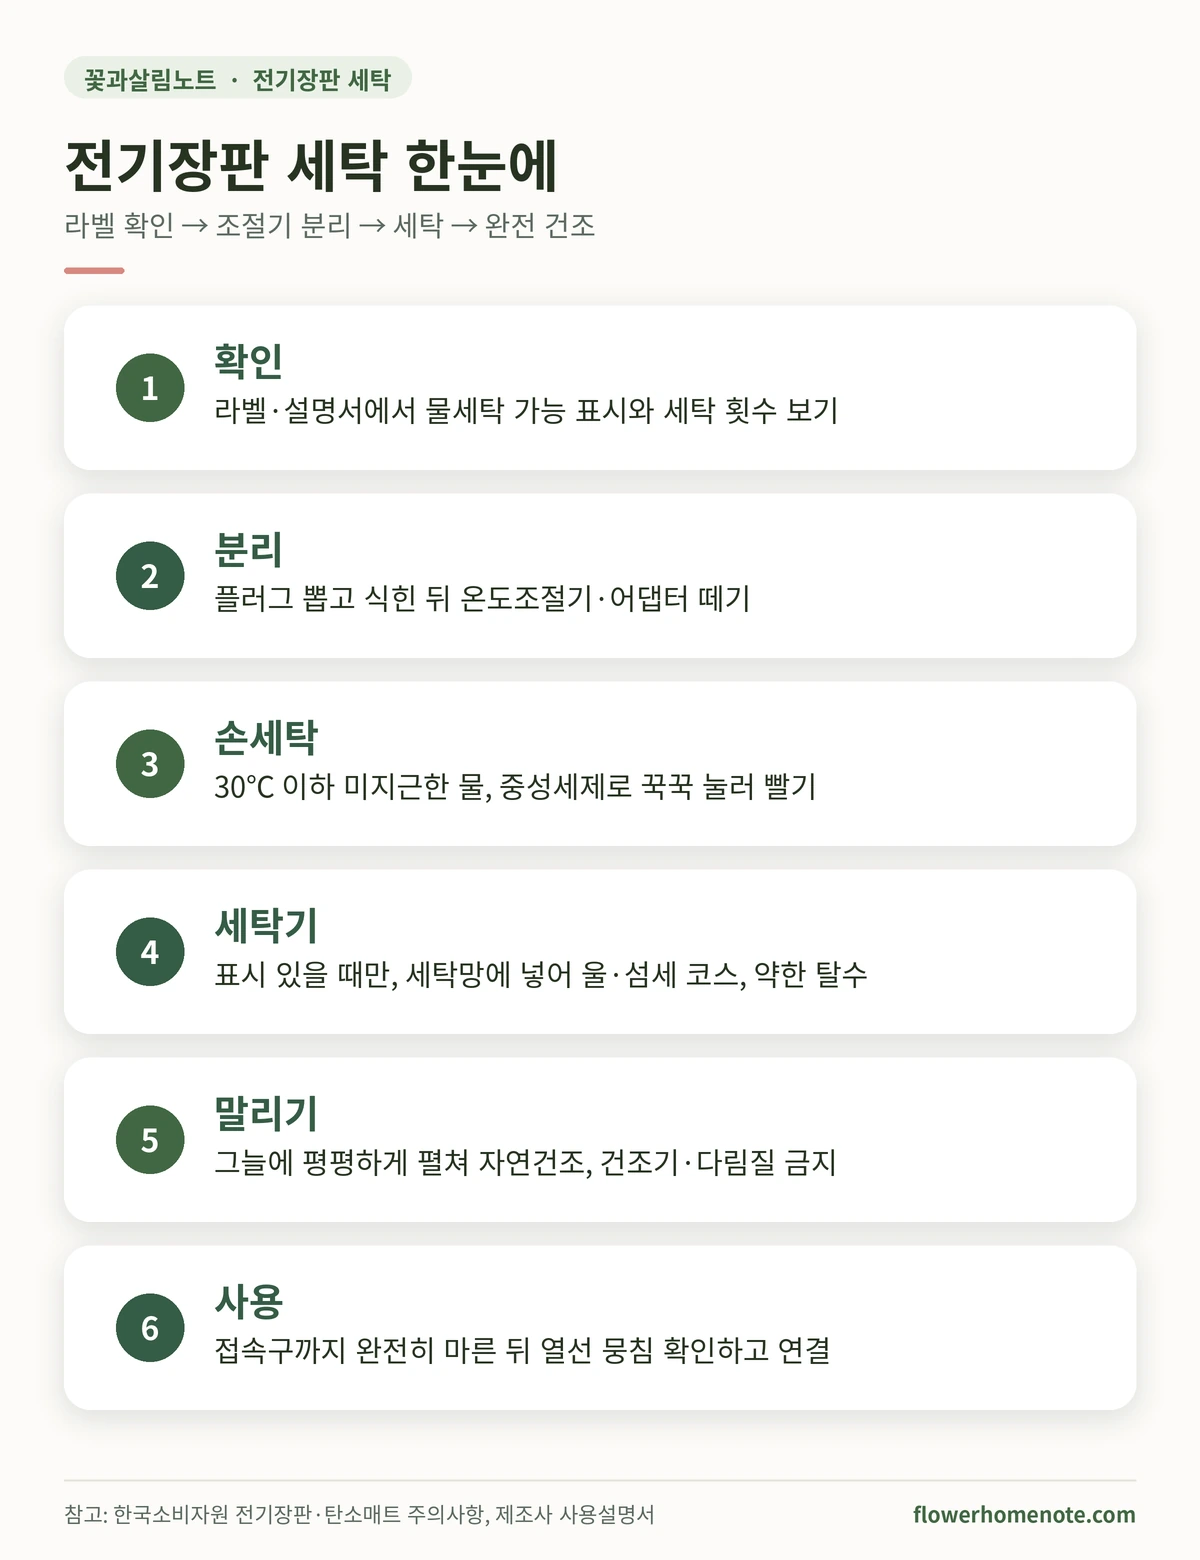 꽃과살림노트 · 전기장판 세탁
전기장판 세탁 한눈에
라벨 확인 → 조절기 분리 → 세탁 → 완전 건조
1
확인
라벨·설명서에서 물세탁 가능 표시와 세탁 횟수 보기
2
분리
플러그 뽑고 식힌 뒤 온도조절기·어댑터 떼기
3
손세탁
30℃ 이하 미지근한 물, 중성세제로 꾹꾹 눌러 빨기
4
세탁기
표시 있을 때만, 세탁망에 넣어 울·섬세 코스, 약한 탈수
5
말리기
그늘에 평평하게 펼쳐 자연건조, 건조기·다림질 금지
6
사용
접속구까지 완전히 마른 뒤 열선 뭉침 확인하고 연결
참고: 한국소비자원 전기장판·탄소매트 주의사항, 제조사 사용설명서
flowerhomenote.com